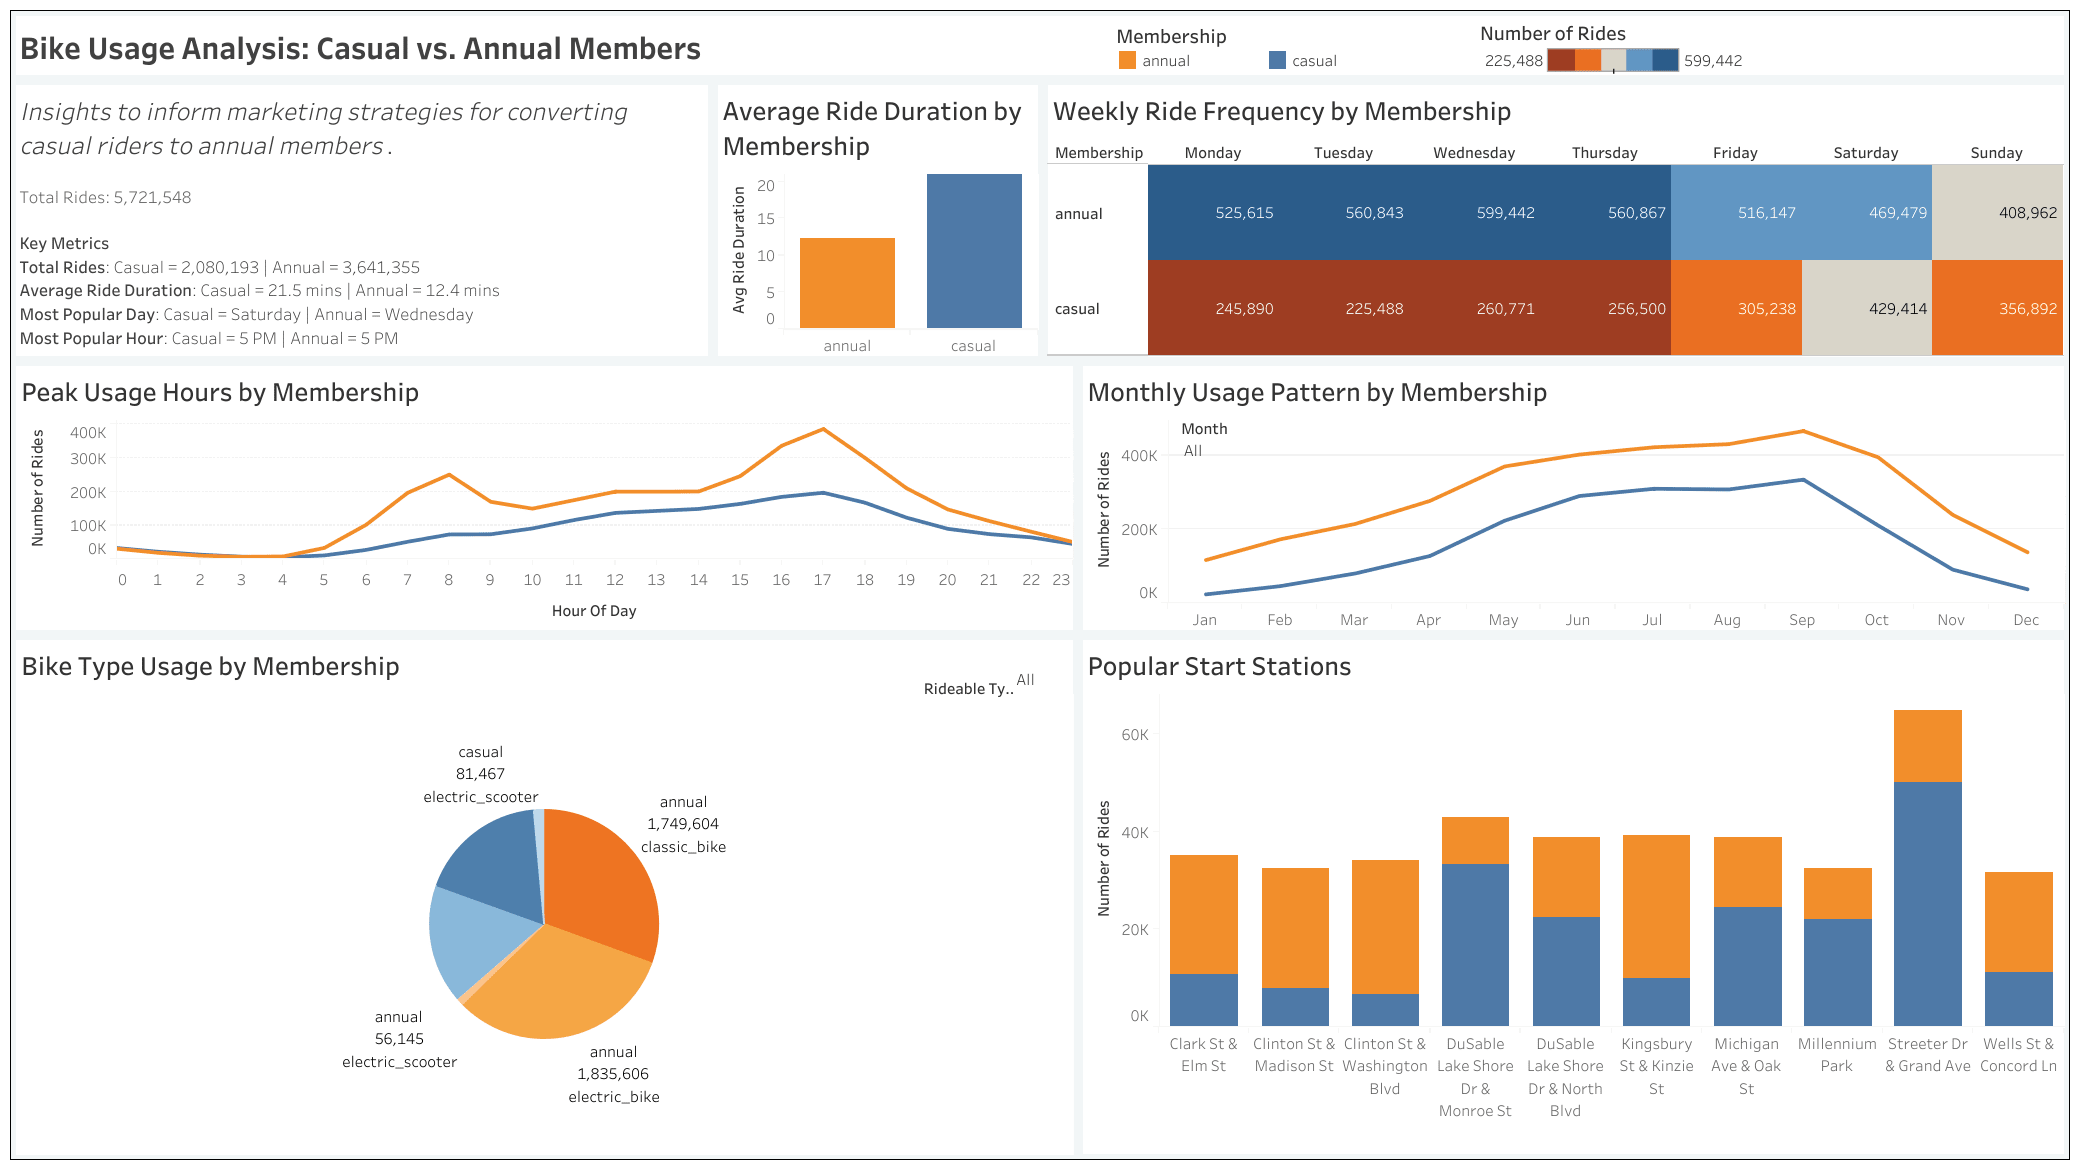 Bike Usage Analysis: Casual vs. Annual Members
Membership
annual
casual
Number of Rides
225,488
599,442
Insights to inform marketing strategies for converting
casual riders to annual members .
Total Rides: 5,721,548
Key Metrics
Total Rides: Casual = 2,080,193 | Annual = 3,641,355
Average Ride Duration: Casual = 21.5 mins | Annual = 12.4 mins
Most Popular Day: Casual = Saturday | Annual = Wednesday
Most Popular Hour: Casual = 5 PM | Annual = 5 PM
Average Ride Duration by
Membership
Avg Ride Duration
20
15
10
5
0
annual
casual
Weekly Ride Frequency by Membership
Membership Monday Tuesday Wednesday Thursday Friday Saturday Sunday
annual 525,615 560,843 599,442 560,867 516,147 469,479 408,962
casual 245,890 225,488 260,771 256,500 305,238 429,414 356,892
Peak Usage Hours by Membership
Number of Rides
400K
300K
200K
100K
0K
0 1 2 3 4 5 6 7 8 9 10 11 12 13 14 15 16 17 18 19 20 21 22 23
Hour Of Day
Monthly Usage Pattern by Membership
Month
All
Number of Rides
400K
200K
0K
Jan Feb Mar Apr May Jun Jul Aug Sep Oct Nov Dec
Bike Type Usage by Membership
Rideable Ty..
All
casual
81,467
electric_scooter
annual
1,749,604
classic_bike
annual
56,145
electric_scooter
annual
1,835,606
electric_bike
Popular Start Stations
Number of Rides
60K
40K
20K
0K
Clark St &
Elm St
Clinton St &
Madison St
Clinton St &
Washington
Blvd
DuSable
Lake Shore
Dr &
Monroe St
DuSable
Lake Shore
Dr & North
Blvd
Kingsbury
St & Kinzie
St
Michigan
Ave & Oak
St
Millennium
Park
Streeter Dr
& Grand Ave
Wells St &
Concord Ln